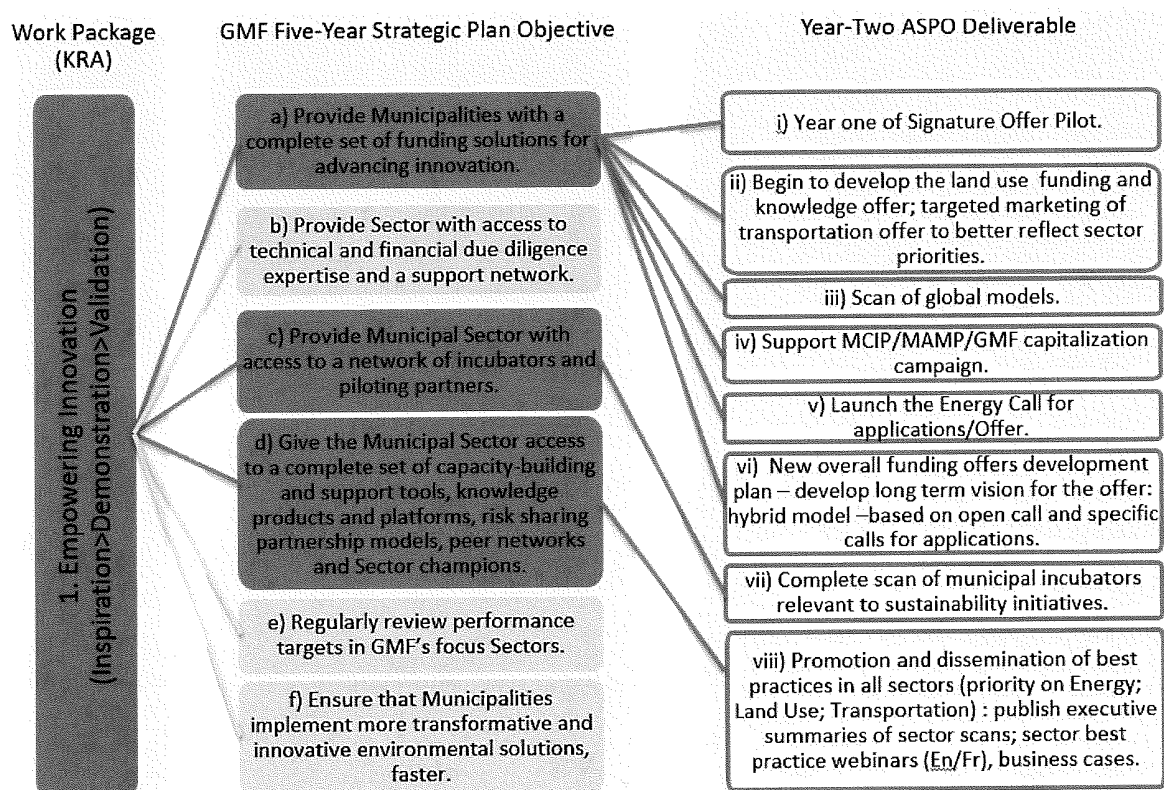 Work Package
(KRA)
GMF Five-Year Strategic Plan Objective
Year-Two ASPO Deliverable
1. Empowering Innovation
(Inspiration>Demonstration>Validation)
a) Provide Municipalities with a
complete set of funding solutions for
advancing innovation.
b) Provide Sector with access to
technical and financial due diligence
expertise and a support network.
c) Provide Municipal Sector with
access to a network of incubators and
piloting partners.
d) Give the Municipal Sector access
to a complete set of capacity-building
and support tools, knowledge
products and platforms, risk sharing
partnership models, peer networks
and Sector champions.
e) Regularly review performance
targets in GMF's focus Sectors.
f) Ensure that Municipalities
implement more transformative and
innovative environmental solutions,
faster.
i) Year one of Signature Offer Pilot.
ii) Begin to develop the land use funding and
knowledge offer; targeted marketing of
transportation offer to better reflect sector
priorities.
iii) Scan of global models.
iv) Support MCIP/MAMP/GMF capitalization
campaign.
v) Launch the Energy Call for
applications/Offer.
vi) New overall funding offers development
plan – develop long term vision for the offer:
hybrid model –based on open call and specific
calls for applications.
vii) Complete scan of municipal incubators
relevant to sustainability initiatives.
viii) Promotion and dissemination of best
practices in all sectors (priority on Energy;
Land Use; Transportation) : publish executive
summaries of sector scans; sector best
practice webinars (En/Fr), business cases.